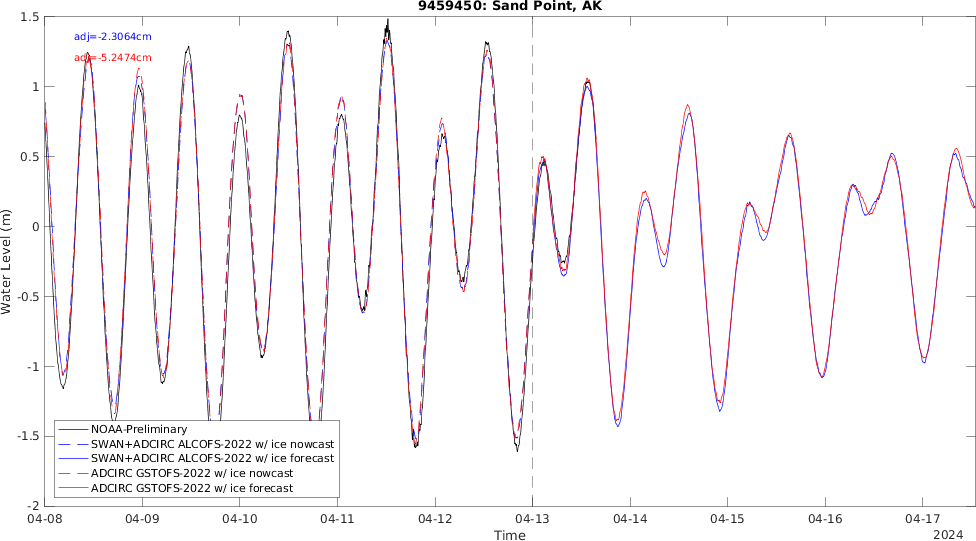 9459450: Sand Point, AK
adj=-2.3064cm
adj=-5.2474cm
1.5
1
0.5
0
-0.5
-1
-1.5
-2
Water Level (m)
NOAA-Preliminary
SWAN+ADCIRC ALCOFS-2022 w/ ice nowcast
SWAN+ADCIRC ALCOFS-2022 w/ ice forecast
ADCIRC GSTOFS-2022 w/ ice nowcast
ADCIRC GSTOFS-2022 w/ ice forecast
04-08 04-09 04-10 04-11 04-12 04-13 04-14 04-15 04-16 04-17
Time
2024